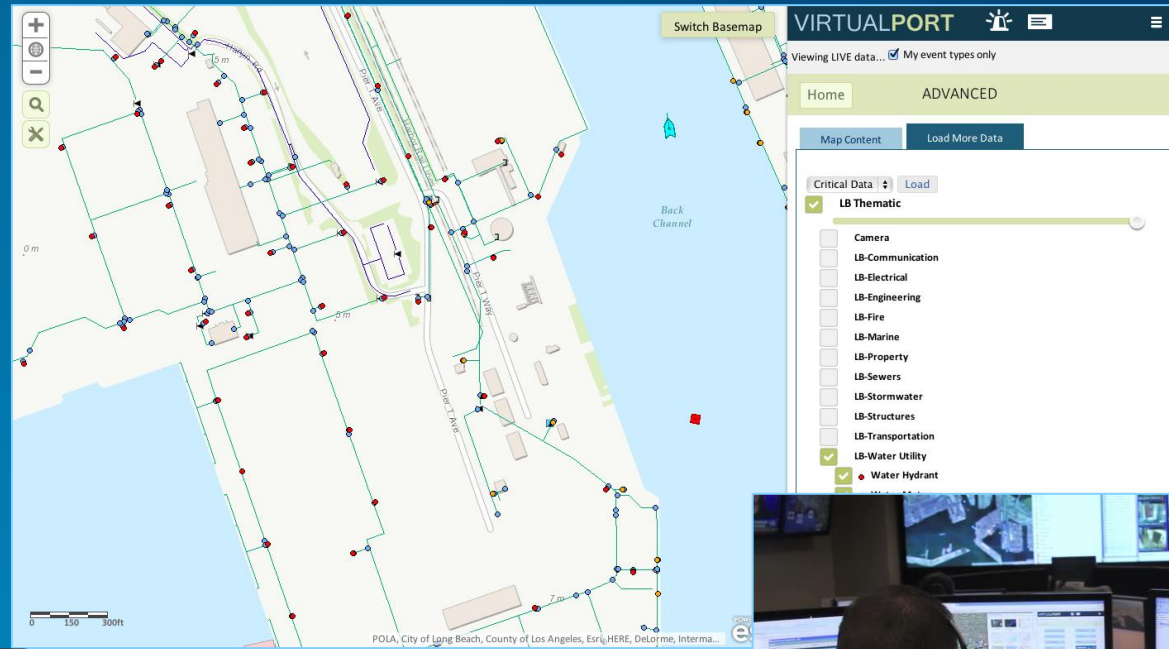 Switch Basemap
VIRTUALPORT
Viewing LIVE data... My event types only
Home
ADVANCED
Map Content
Load More Data
Critical Data
Load
LB Thematic
Camera
LB-Communication
LB-Electrical
LB-Engineering
LB-Fire
LB-Marine
LB-Property
LB-Sewers
LB-Stormwater
LB-Structures
LB-Transportation
LB-Water Utility
Water Hydrant
5 m
Pier T Ave
Back
Channel
0 m
Pier T Way
5 m
Pier T Ave
7 m
0 150 300ft
POLA, City of Long Beach, County of Los Angeles, Esri, HERE, DeLorme, Interma...
VIRTUALPORT